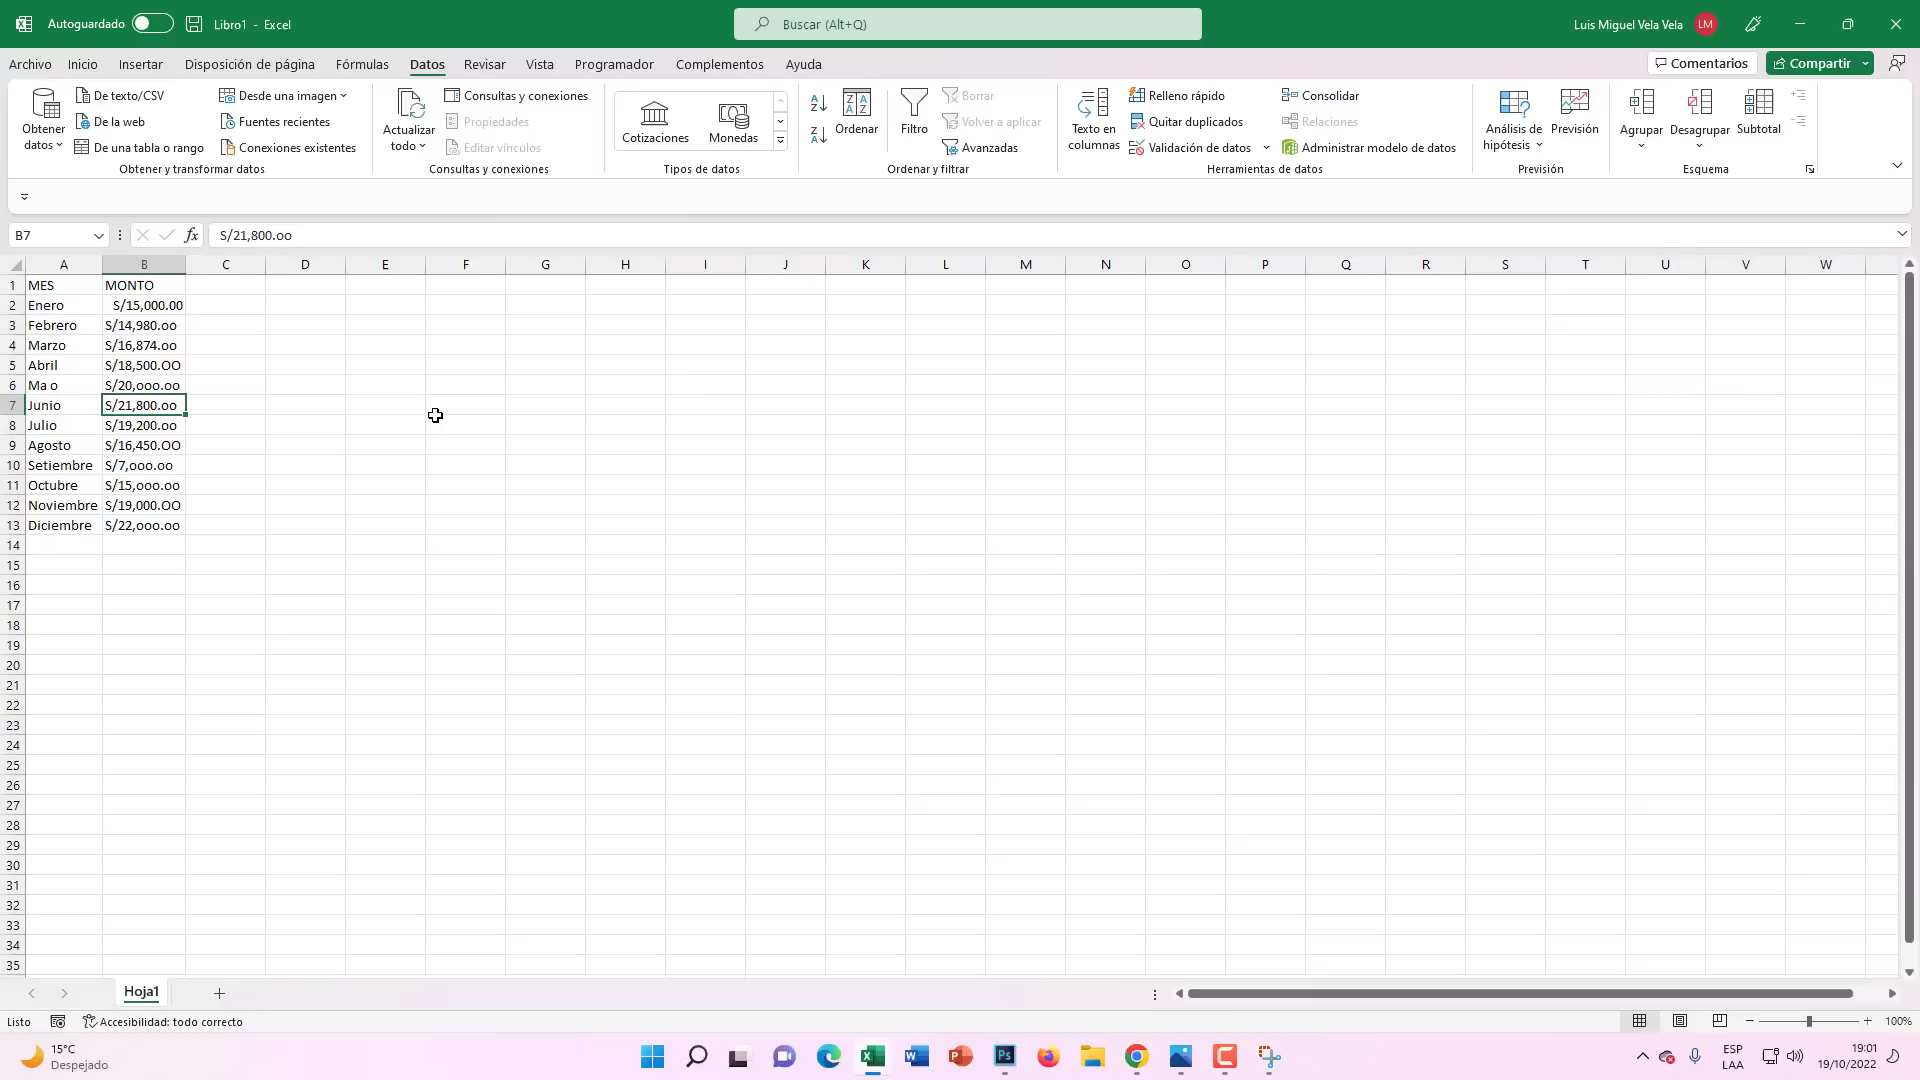 Autoguardado Libro1 - Excel Buscar (Alt+Q) Luis Miguel Vela Vela LM
Archivo Inicio Insertar Disposición de página Fórmulas Datos Revisar Vista Programador Complementos Ayuda Comentarios Compartir
Obtener datos
De texto/CSV
De la web
De una tabla o rango
Desde una imagen
Fuentes recientes
Conexiones existentes
Obtener y transformar datos
Actualizar todo
Consultas y conexiones
Propiedades
Editar vínculos
Consultas y conexiones
Cotizaciones
Monedas
Tipos de datos
Ordenar
Filtro
Borrar
Volver a aplicar
Avanzadas
Ordenar y filtrar
Texto en columnas
Relleno rápido
Quitar duplicados
Validación de datos
Consolidar
Relaciones
Administrar modelo de datos
Herramientas de datos
Análisis de hipótesis
Previsión
Previsión
Agrupar
Desagrupar
Subtotal
Esquema
B7 fx S/21,800.oo
A B C D E F G H I J K L M N O P Q R S T U V W
1 MES MONTO
2 Enero S/15,000.00
3 Febrero S/14,980.oo
4 Marzo S/16,874.oo
5 Abril S/18,500.OO
6 Ma o S/20,ooo.oo
7 Junio S/21,800.oo
8 Julio S/19,200.oo
9 Agosto S/16,450.OO
10 Setiembre S/7,ooo.oo
11 Octubre S/15,ooo.oo
12 Noviembre S/19,000.OO
13 Diciembre S/22,ooo.oo
14
15
16
17
18
19
20
21
22
23
24
25
26
27
28
29
30
31
32
33
34
35
Hoja1
Listo Accesibilidad: todo correcto 100%
15°C
Despejado
ESP
LAA
19:01
19/10/2022